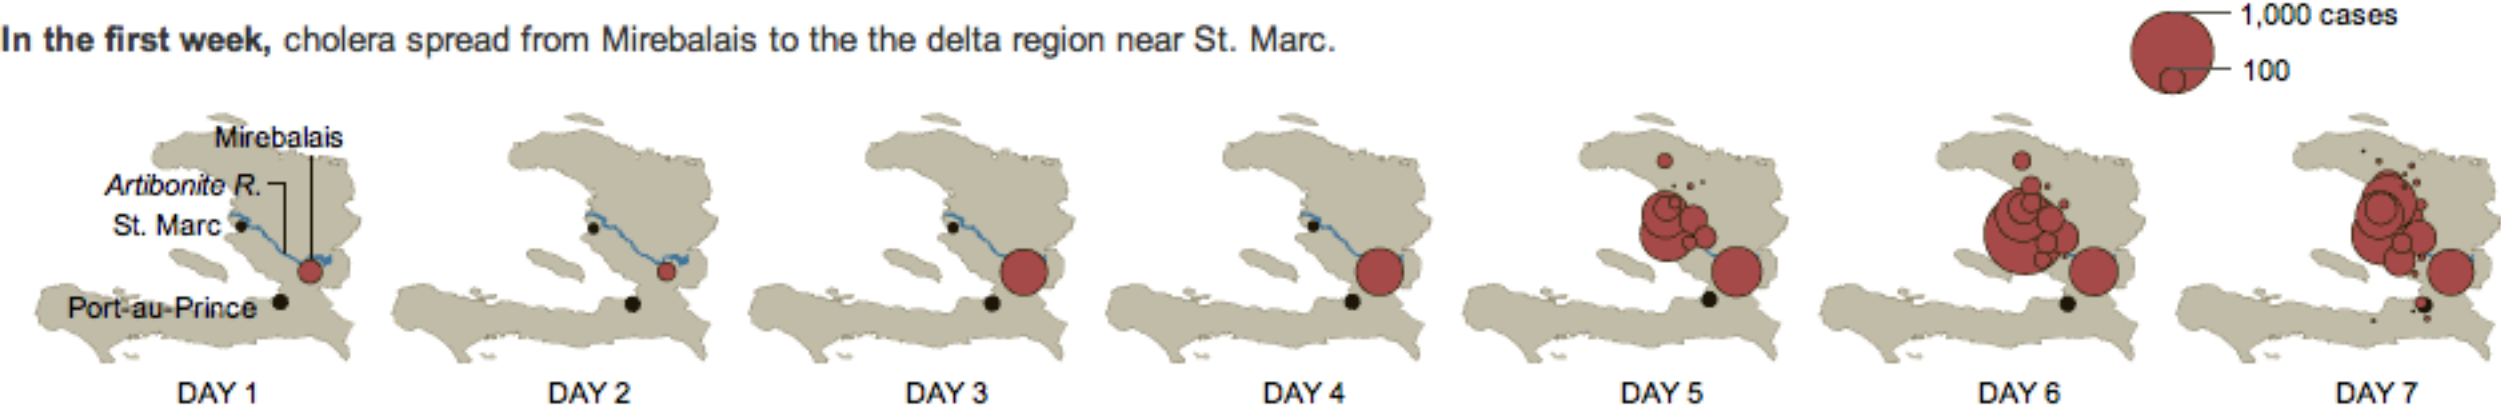 In the first week, cholera spread from Mirebalais to the the delta region near St. Marc.
1,000 cases
100
Mirebalais
Artibonite R.
St. Marc
Port-au-Prince
DAY 1
DAY 2
DAY 3
DAY 4
DAY 5
DAY 6
DAY 7